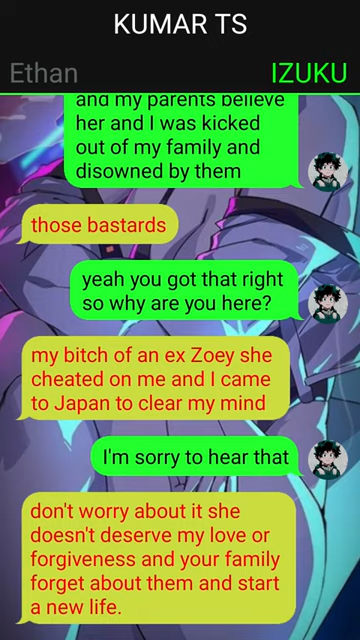 KUMAR TS
Ethan
IZUKU
and my parents believe
her and I was kicked
out of my family and
disowned by them
those bastards
yeah you got that right
so why are you here?
my bitch of an ex Zoey she
cheated on me and I came
to Japan to clear my mind
I'm sorry to hear that
don't worry about it she
doesn't deserve my love or
forgiveness and your family
forget about them and start
a new life.